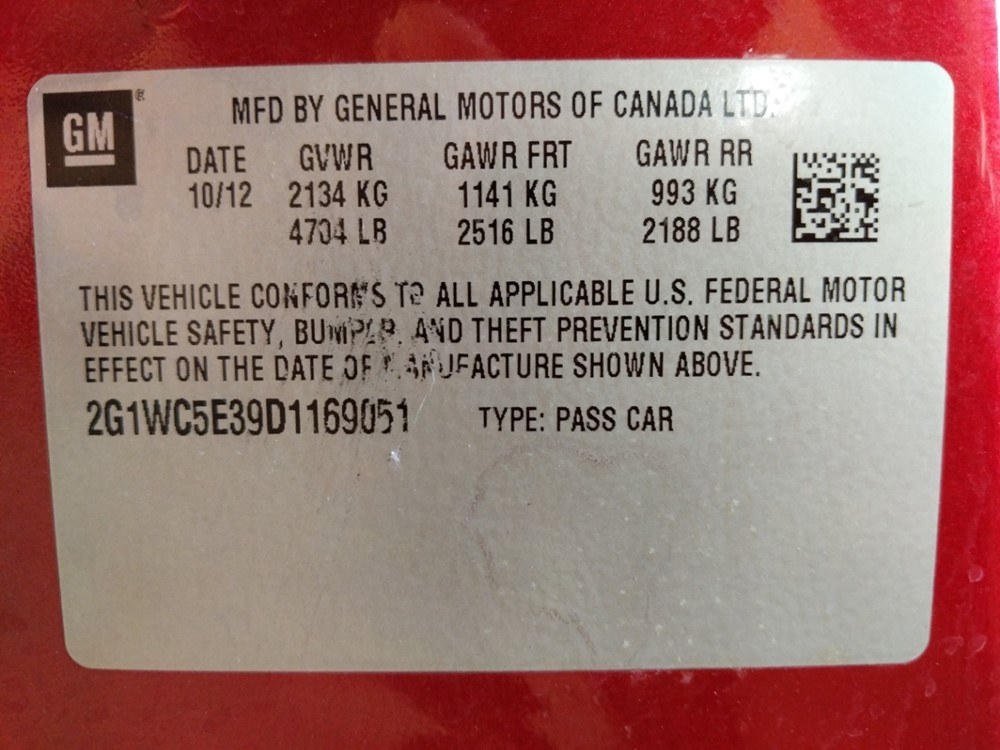 GM ®
MFD BY GENERAL MOTORS OF CANADA LTD.
DATE GVWR GAWR FRT GAWR RR
10/12 2134 KG 1141 KG 993 KG
4704 LB 2516 LB 2188 LB
THIS VEHICLE CONFORMS TO ALL APPLICABLE U.S. FEDERAL MOTOR
VEHICLE SAFETY, BUMPER, AND THEFT PREVENTION STANDARDS IN
EFFECT ON THE DATE OF MANUFACTURE SHOWN ABOVE.
2G1WC5E39D1169051 TYPE: PASS CAR